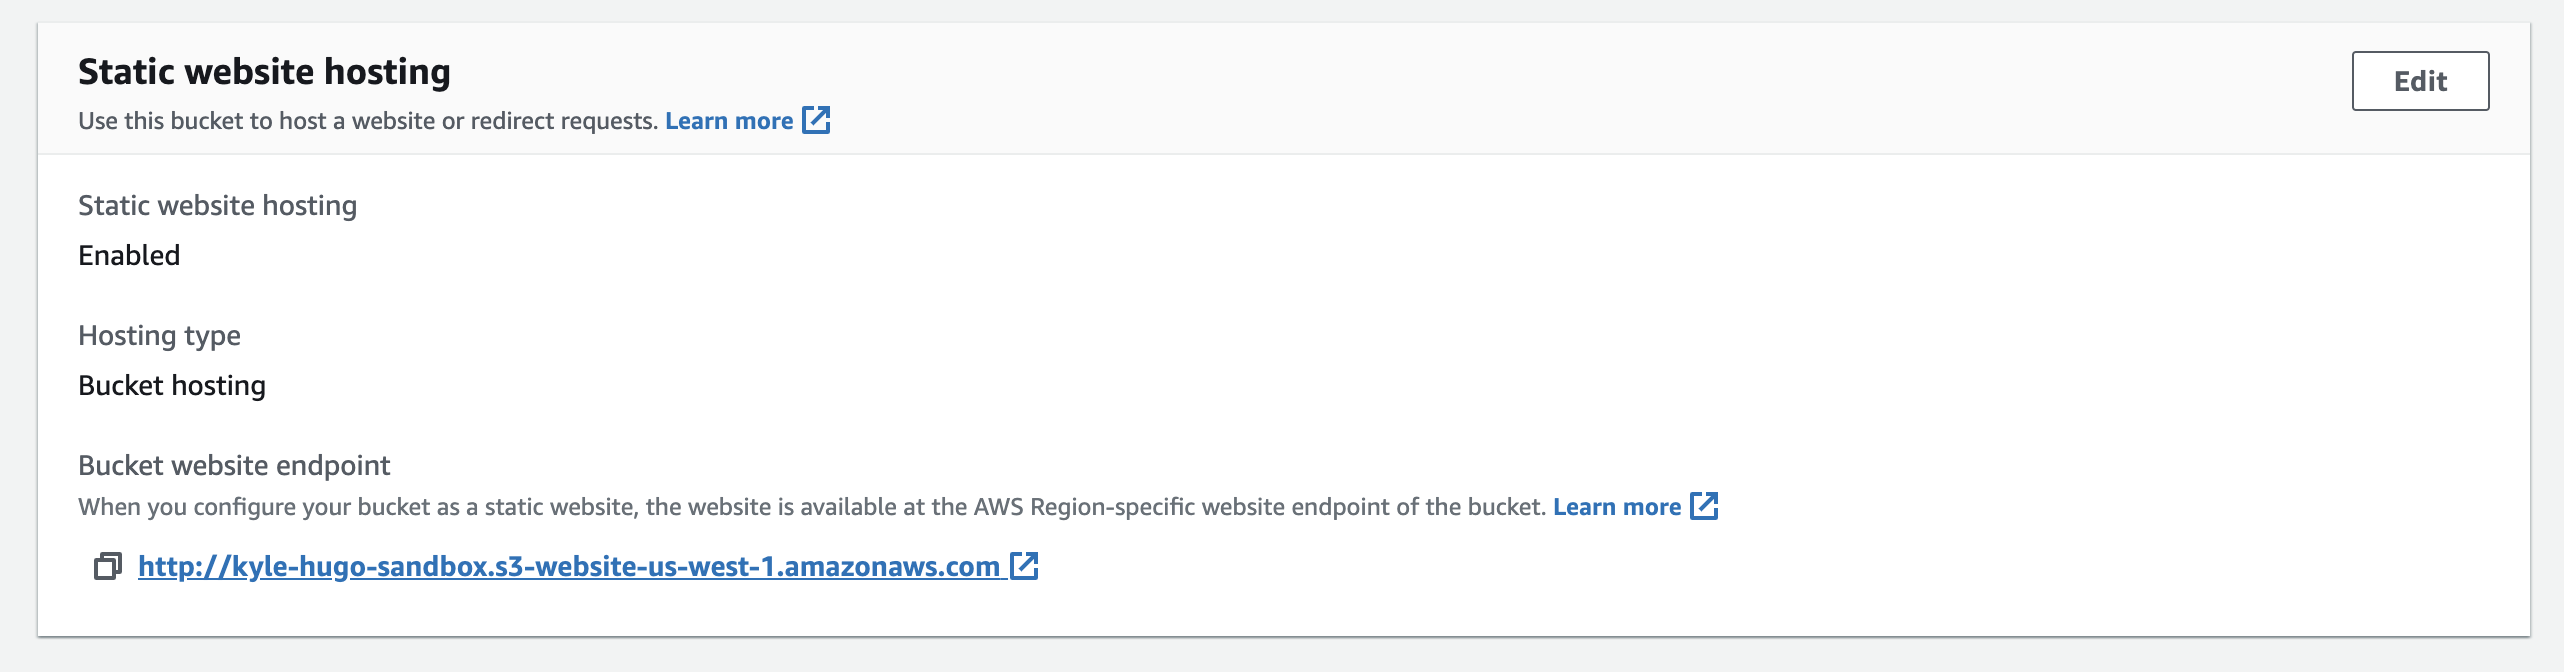 Static website hosting
Edit
Use this bucket to host a website or redirect requests. Learn more
Static website hosting
Enabled
Hosting type
Bucket hosting
Bucket website endpoint
When you configure your bucket as a static website, the website is available at the AWS Region-specific website endpoint of the bucket. Learn more
http://kyle-hugo-sandbox.s3-website-us-west-1.amazonaws.com